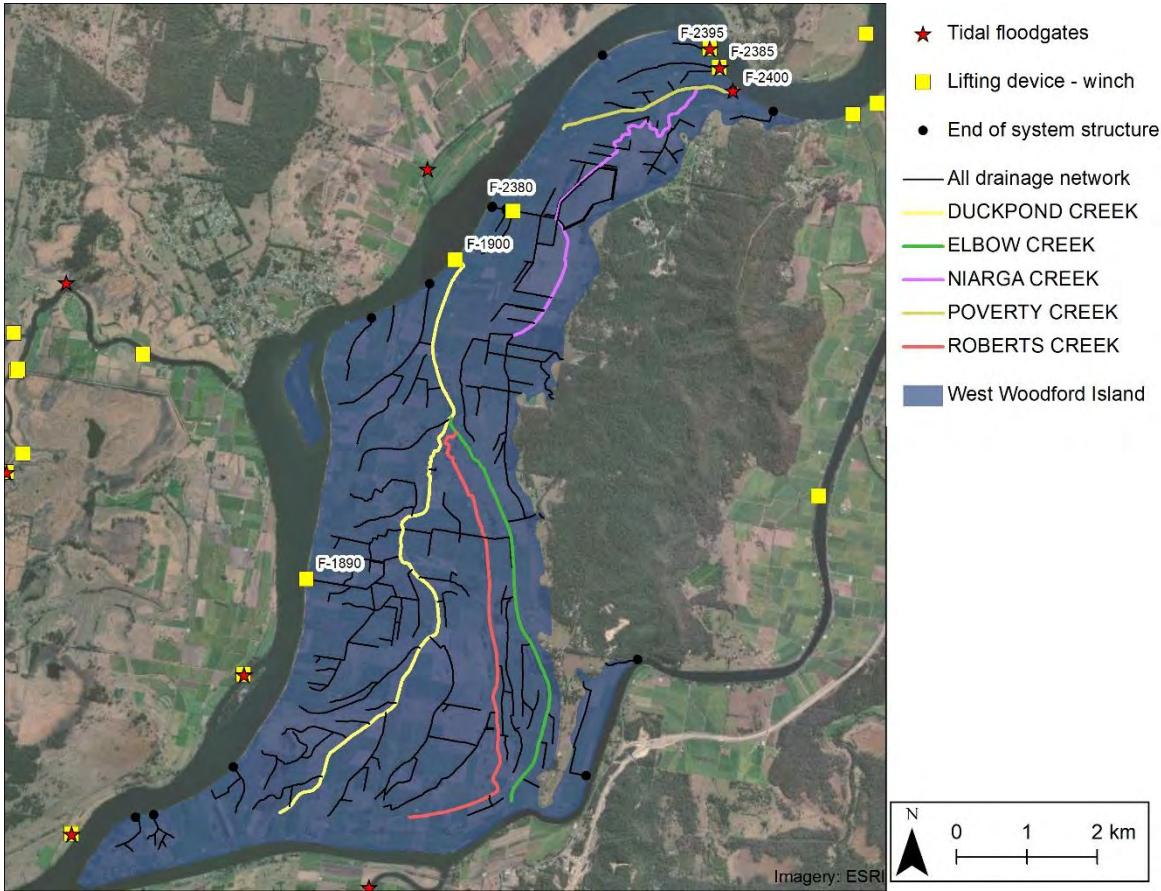 F-2395
F-2385
F-2400
F-2380
F-1900
F-1890
Imagery: ESRI
Tidal floodgates
Lifting device - winch
End of system structure
All drainage network
DUCKPOND CREEK
ELBOW CREEK
NIARGA CREEK
POVERTY CREEK
ROBERTS CREEK
West Woodford Island
N
0 1 2 km